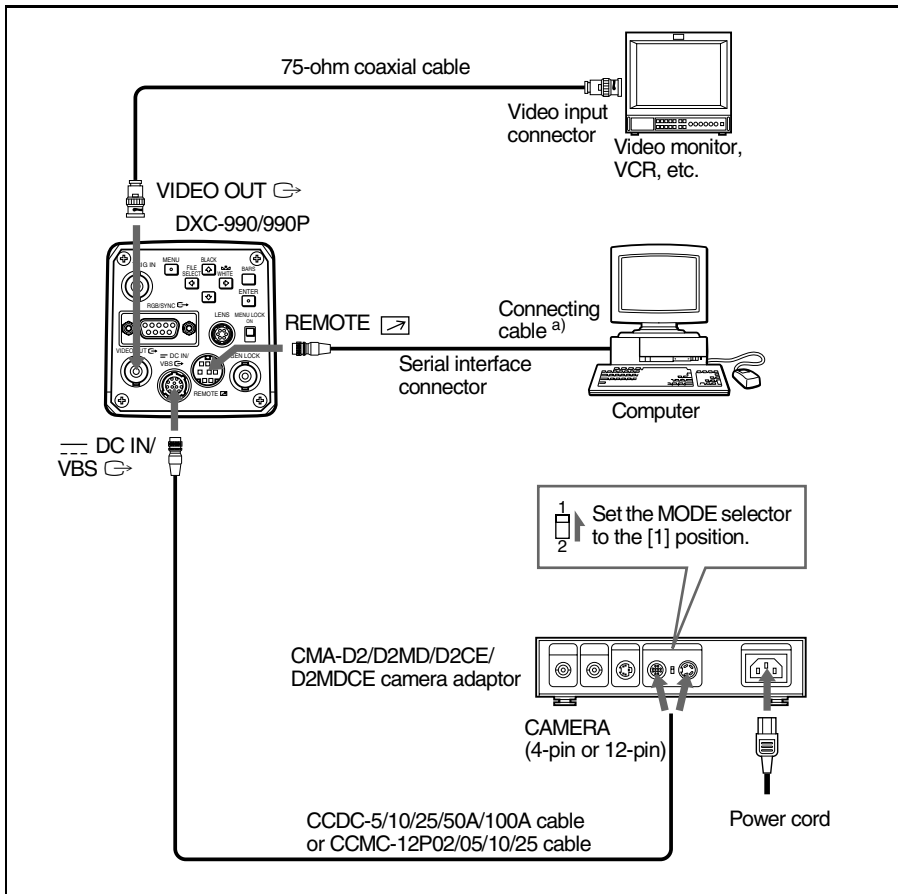 75-ohm coaxial cable
Video input
connector
Video monitor,
VCR, etc.
VIDEO OUT
DXC-990/990P
IG IN
MENU
BLACK
FILE
SELECT
WHITE
BARS
ENTER
RGB/SYNC
LENS
MENU LOCK
ON
VIDEO OUT
DC IN/
VBS
EN LOCK
REMOTE
REMOTE
Connecting
cable a)
Serial interface
connector
Computer
DC IN/
VBS
1
2
Set the MODE selector
to the [1] position.
CMA-D2/D2MD/D2CE/
D2MDCE camera adaptor
CAMERA
(4-pin or 12-pin)
Power cord
CCDC-5/10/25/50A/100A cable
or CCMC-12P02/05/10/25 cable